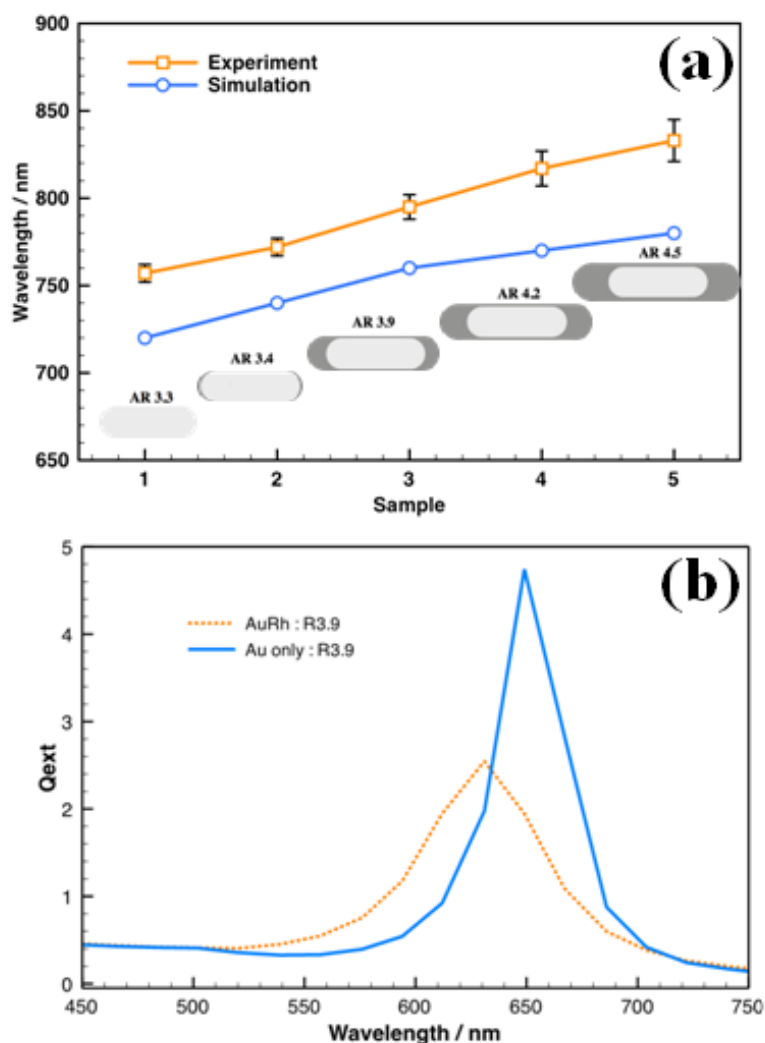 (a)
Experiment
Simulation
900
850
800
750
700
650
Wavelength / nm
AR 3.3
AR 3.4
AR 3.9
AR 4.2
AR 4.5
1 2 3 4 5
Sample
(b)
AuRh : R3.9
Au only : R3.9
5
4
3
2
1
0
Qext
450 500 550 600 650 700 750
Wavelength / nm